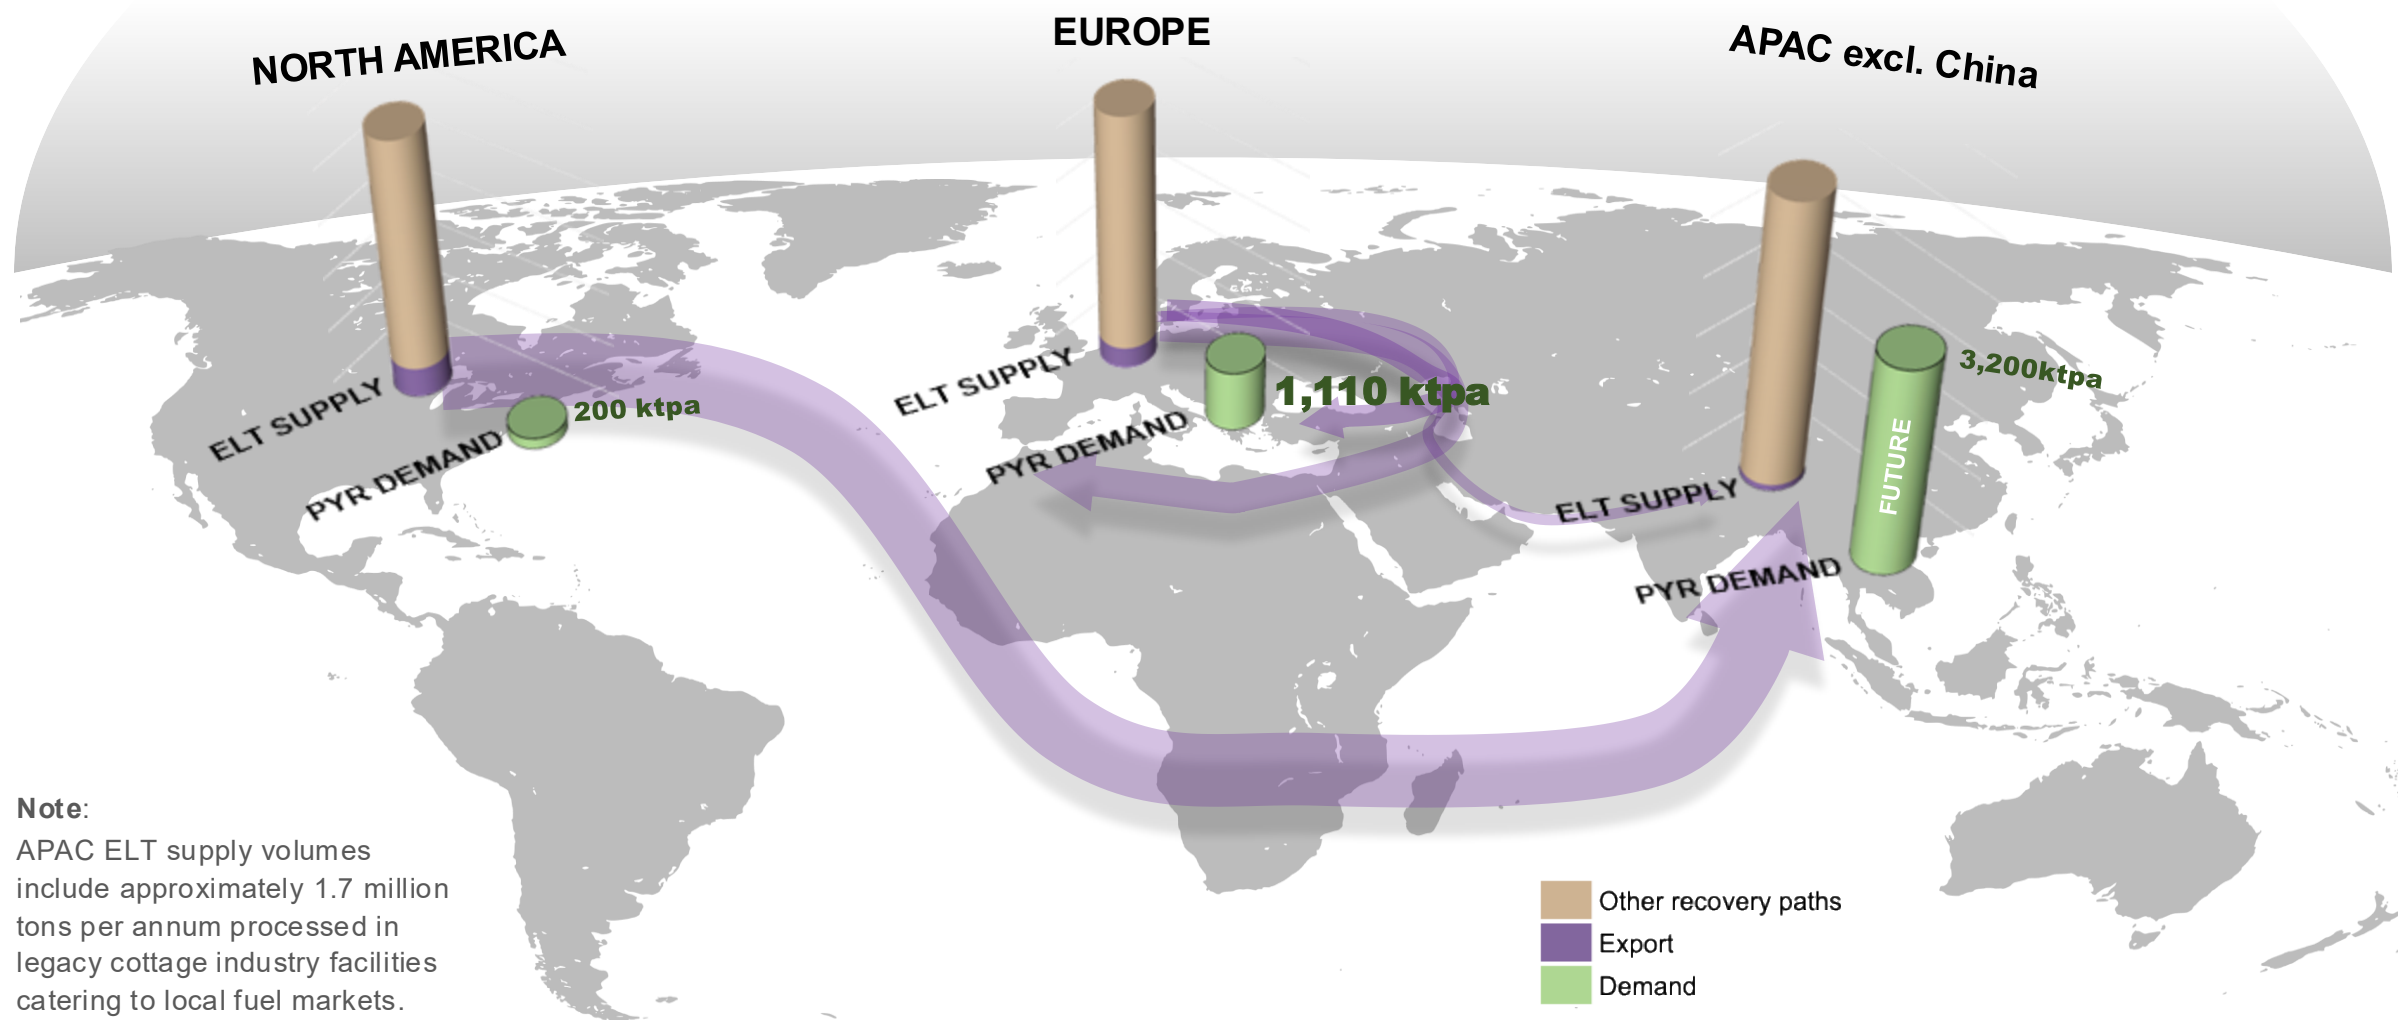 NORTH AMERICA
EUROPE
APAC excl. China
ELT SUPPLY
PYR DEMAND
200 ktpa
ELT SUPPLY
PYR DEMAND
1,110 ktpa
ELT SUPPLY
PYR DEMAND
FUTURE
3,200ktpa
Note:
APAC ELT supply volumes
include approximately 1.7 million
tons per annum processed in
legacy cottage industry facilities
catering to local fuel markets.
Other recovery paths
Export
Demand